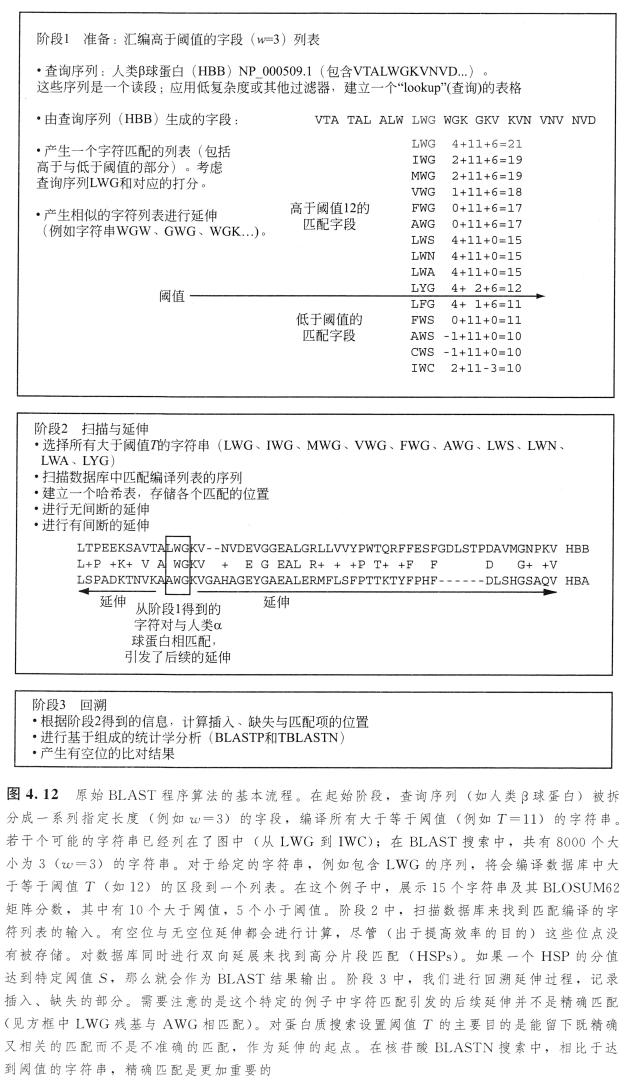 阶段1 准备：汇编高于阈值的字段（w=3）列表
• 查询序列：人类β球蛋白（HBB）NP_000509.1（包含VTALWGKVNVD...）。
这些序列是一个读段；应用低复杂度或其他过滤器，建立一个“lookup”(查询)的表格
• 由查询序列（HBB）生成的字段： VTA TAL ALW LWG WGK GKV KVN VNV NVD
• 产生一个字符匹配的列表（包括
高于与低于阈值的部分）。考虑
查询序列LWG和对应的打分。
• 产生相似的字符列表进行延伸
（例如字符串WGW、GWG、WGK...）。
高于阈值12的
匹配字段
LWG 4+11+6=21
IWG 2+11+6=19
MWG 2+11+6=19
VWG 1+11+6=18
FWG 0+11+6=17
AWG 0+11+6=17
LWS 4+11+0=15
LWN 4+11+0=15
LWA 4+11+0=15
LYG 4+ 2+6=12
阈值
低于阈值的
匹配字段
LFG 4+ 1+6=11
FWS 0+11+0=11
AWS -1+11+0=10
CWS -1+11+0=10
IWC 2+11-3=10
阶段2 扫描与延伸
• 选择所有大于阈值T的字符串（LWG、IWG、MWG、VWG、FWG、AWG、LWS、LWN、
LWA、LYG）
• 扫描数据库中匹配编译列表的序列
• 建立一个哈希表，存储各个匹配的位置
• 进行无间断的延伸
• 进行有间断的延伸
LTPEEKSAVTALWGKV--NVDEVGGEALGRLLVVYPWTQRFFESFGDLSTPDAVMGNPKV HBB
L+P +K+ V A WGKV + E G EAL R+ + +P T+ +F F D G+ +V
LSPADKTNVKAAWGKVGAHAGEYGAEALERMFLSFPTTKTYFPHF------DLSHGSAQV HBA
延伸 延伸
从阶段1得到的
字符对与人类α
球蛋白相匹配，
引发了后续的延伸
阶段3 回溯
• 根据阶段2得到的信息，计算插入、缺失与匹配项的位置
• 进行基于组成的统计学分析（BLASTP和TBLASTN）
• 产生有空位的比对结果
图 4.12 原始 BLAST 程序算法的基本流程。在起始阶段，查询序列（如人类β球蛋白）被拆
分成一系列指定长度（例如 w=3）的字段，编译所有大于等于阈值（例如 T=11）的字符串。
若干个可能的字符串已经列在了图中（从 LWG 到 IWC）；在 BLAST 搜索中，共有 8000 个大
小为 3（w=3）的字符串。对于给定的字符串，例如包含 LWG 的序列，将会编译数据库中大
于等于阈值 T（如 12）的区段到一个列表。在这个例子中，展示 15 个字符串及其 BLOSUM62
矩阵分数，其中有 10 个大于阈值，5 个小于阈值。阶段 2 中，扫描数据库来找到匹配编译的字
符列表的输入。有空位与无空位延伸都会进行计算，尽管（出于提高效率的目的）这些位点没
有被存储。对数据库同时进行双向延展来找到高分片段匹配（HSPs）。如果一个 HSP 的分值
达到特定阈值 S，那么就会作为 BLAST 结果输出。阶段 3 中，我们进行回溯延伸过程，记录
插入、缺失的部分。需要注意的是这个特定的例子中字符匹配引发的后续延伸并不是精确匹配
（见方框中 LWG 残基与 AWG 相匹配）。对蛋白质搜索设置阈值 T 的主要目的是能留下既精确
又相关的匹配而不是不准确的匹配，作为延伸的起点。在核苷酸 BLASTN 搜索中，相比于达
到阈值的字符串，精确匹配是更加重要的